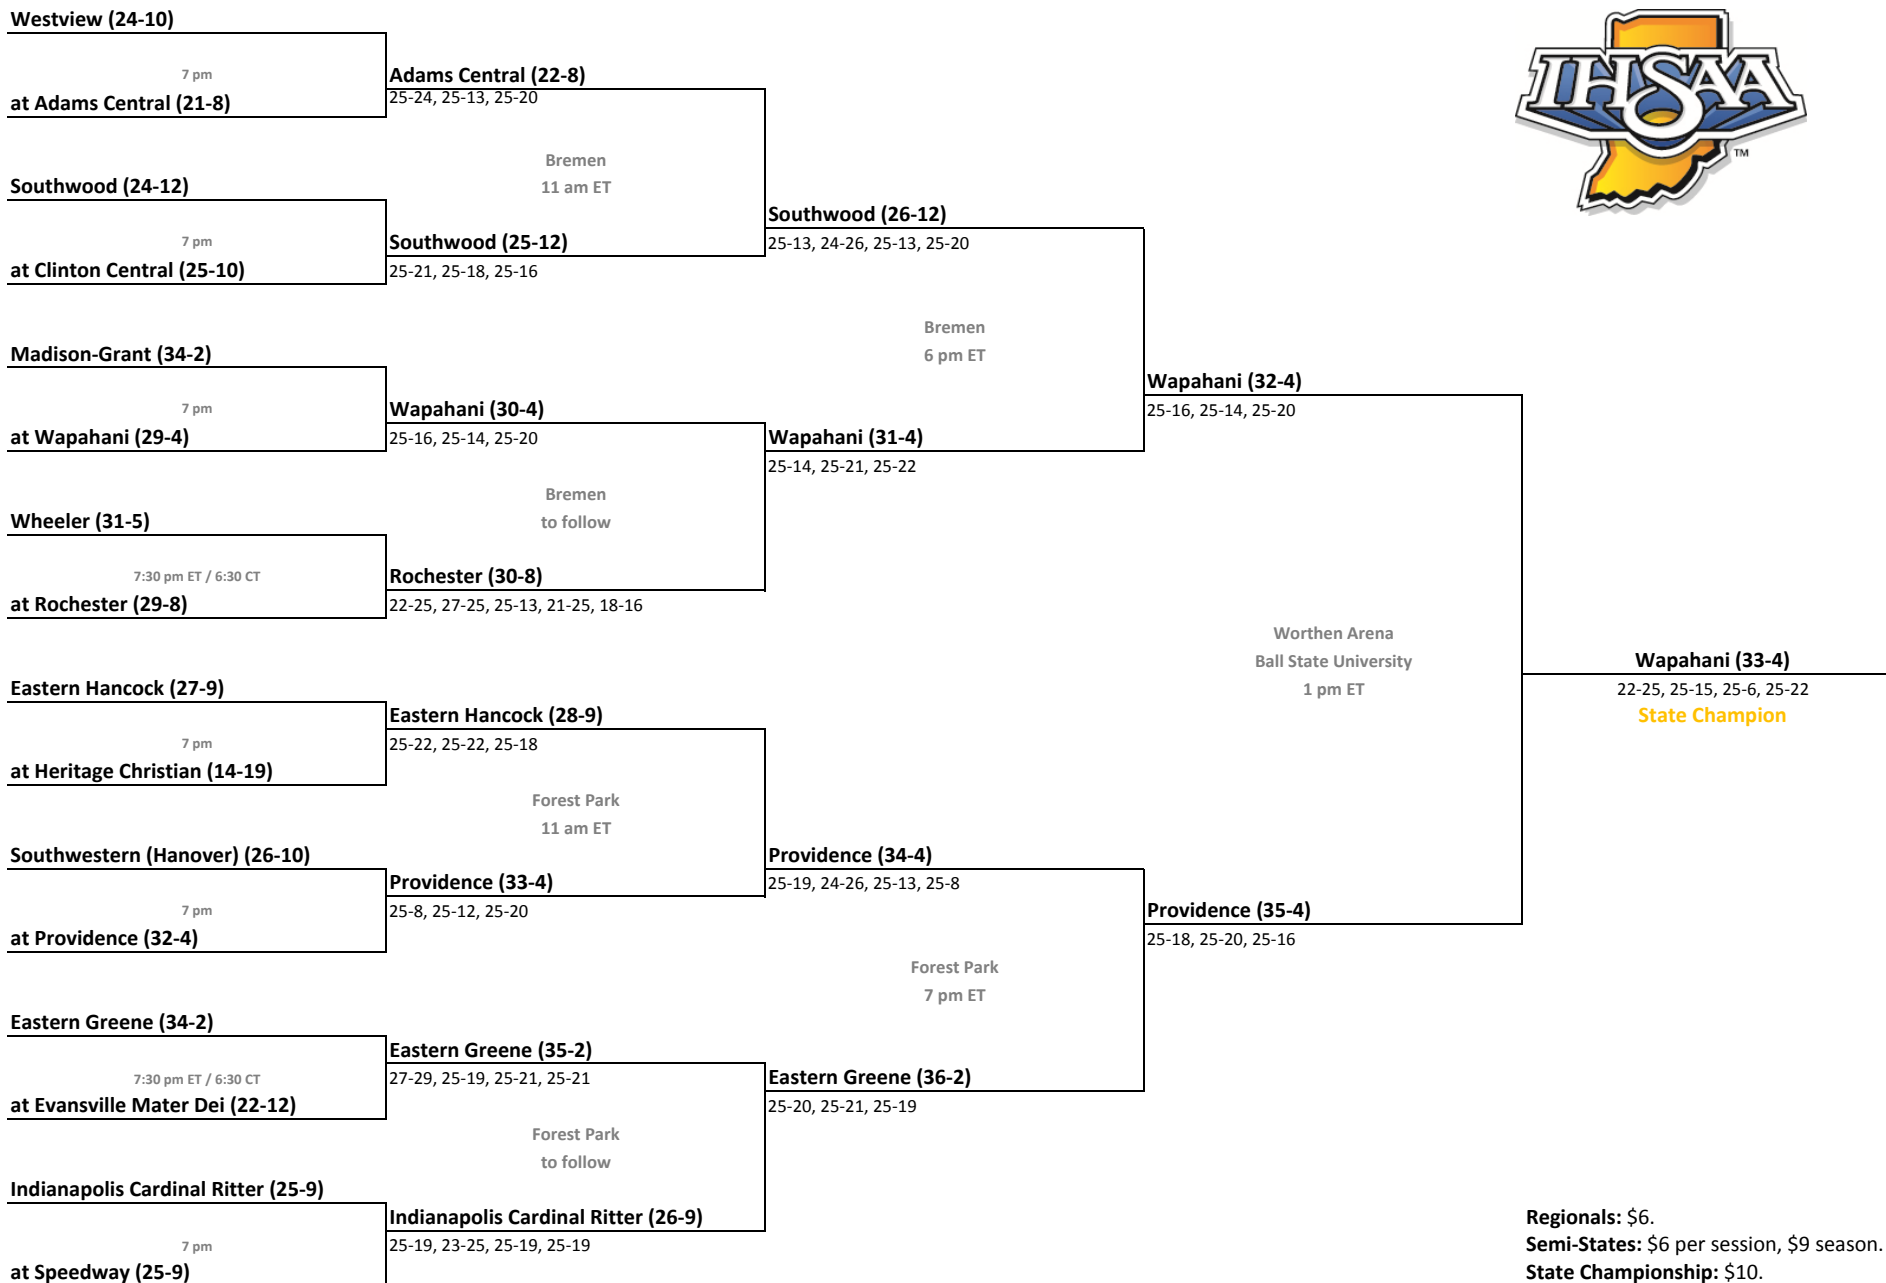 Westview (24-10)
7 pm
at Adams Central (21-8)
Southwood (24-12)
7 pm
at Clinton Central (25-10)
Madison-Grant (34-2)
7 pm
at Wapahani (29-4)
Wheeler (31-5)
7:30 pm ET / 6:30 CT
at Rochester (29-8)
Eastern Hancock (27-9)
7 pm
at Heritage Christian (14-19)
Southwestern (Hanover) (26-10)
7 pm
at Providence (32-4)
Eastern Greene (34-2)
7:30 pm ET / 6:30 CT
at Evansville Mater Dei (22-12)
Indianapolis Cardinal Ritter (25-9)
7 pm
at Speedway (25-9)
Adams Central (22-8)
25-24, 25-13, 25-20
Bremen
11 am ET
Southwood (25-12)
25-21, 25-18, 25-16
Wapahani (30-4)
25-16, 25-14, 25-20
Bremen
to follow
Rochester (30-8)
22-25, 27-25, 25-13, 21-25, 18-16
Eastern Hancock (28-9)
25-22, 25-22, 25-18
Forest Park
11 am ET
Providence (33-4)
25-8, 25-12, 25-20
Eastern Greene (35-2)
27-29, 25-19, 25-21, 25-21
Forest Park
to follow
Indianapolis Cardinal Ritter (26-9)
25-19, 23-25, 25-19, 25-19
Southwood (26-12)
25-13, 24-26, 25-13, 25-20
Bremen
6 pm ET
Wapahani (31-4)
25-14, 25-21, 25-22
Providence (34-4)
25-19, 24-26, 25-13, 25-8
Forest Park
7 pm ET
Eastern Greene (36-2)
25-20, 25-21, 25-19
Wapahani (32-4)
25-16, 25-14, 25-20
Worthen Arena
Ball State University
1 pm ET
Providence (35-4)
25-18, 25-20, 25-16
IHSAA
TM
Wapahani (33-4)
22-25, 25-15, 25-6, 25-22
State Champion
Regionals: $6.
Semi-States: $6 per session, $9 season.
State Championship: $10.